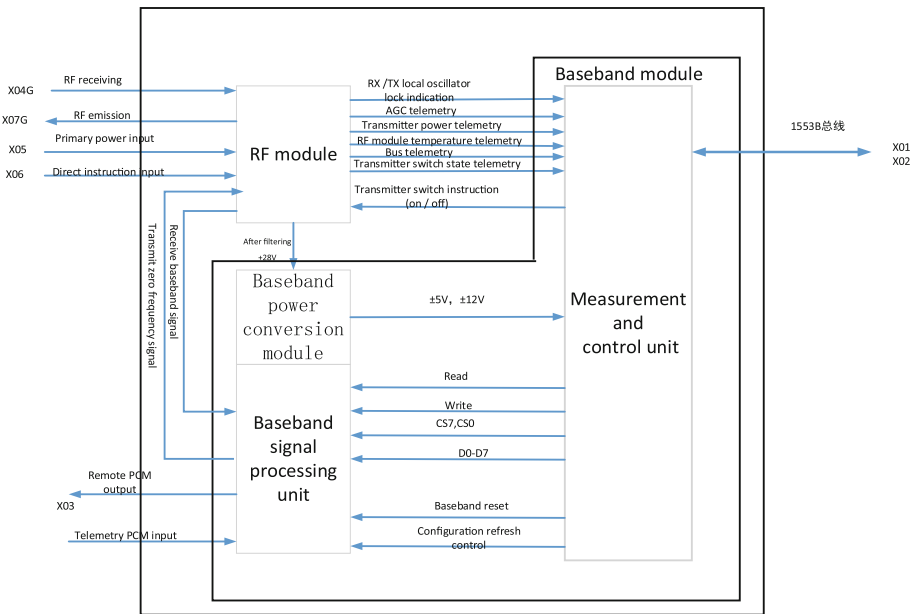 Baseband module
RF receiving
X04G
RF emission
X07G
Primary power input
X05
Direct instruction input
X06
RF module
RX /TX local oscillator
lock indication
AGC telemetry
Transmitter power telemetry
RF module temperature telemetry
Bus telemetry
Transmitter switch state telemetry
Transmitter switch instruction
(on / off)
1553B总线
X01
X02
Transmit zero frequency signal
Receive baseband signal
After filtering
+28V
Baseband
power
conversion
module
±5V，±12V
Measurement
and
control unit
Read
Write
CS7,CS0
D0-D7
Baseband
signal
processing
unit
Remote PCM
output
X03
Telemetry PCM input
Baseband reset
Configuration refresh
control